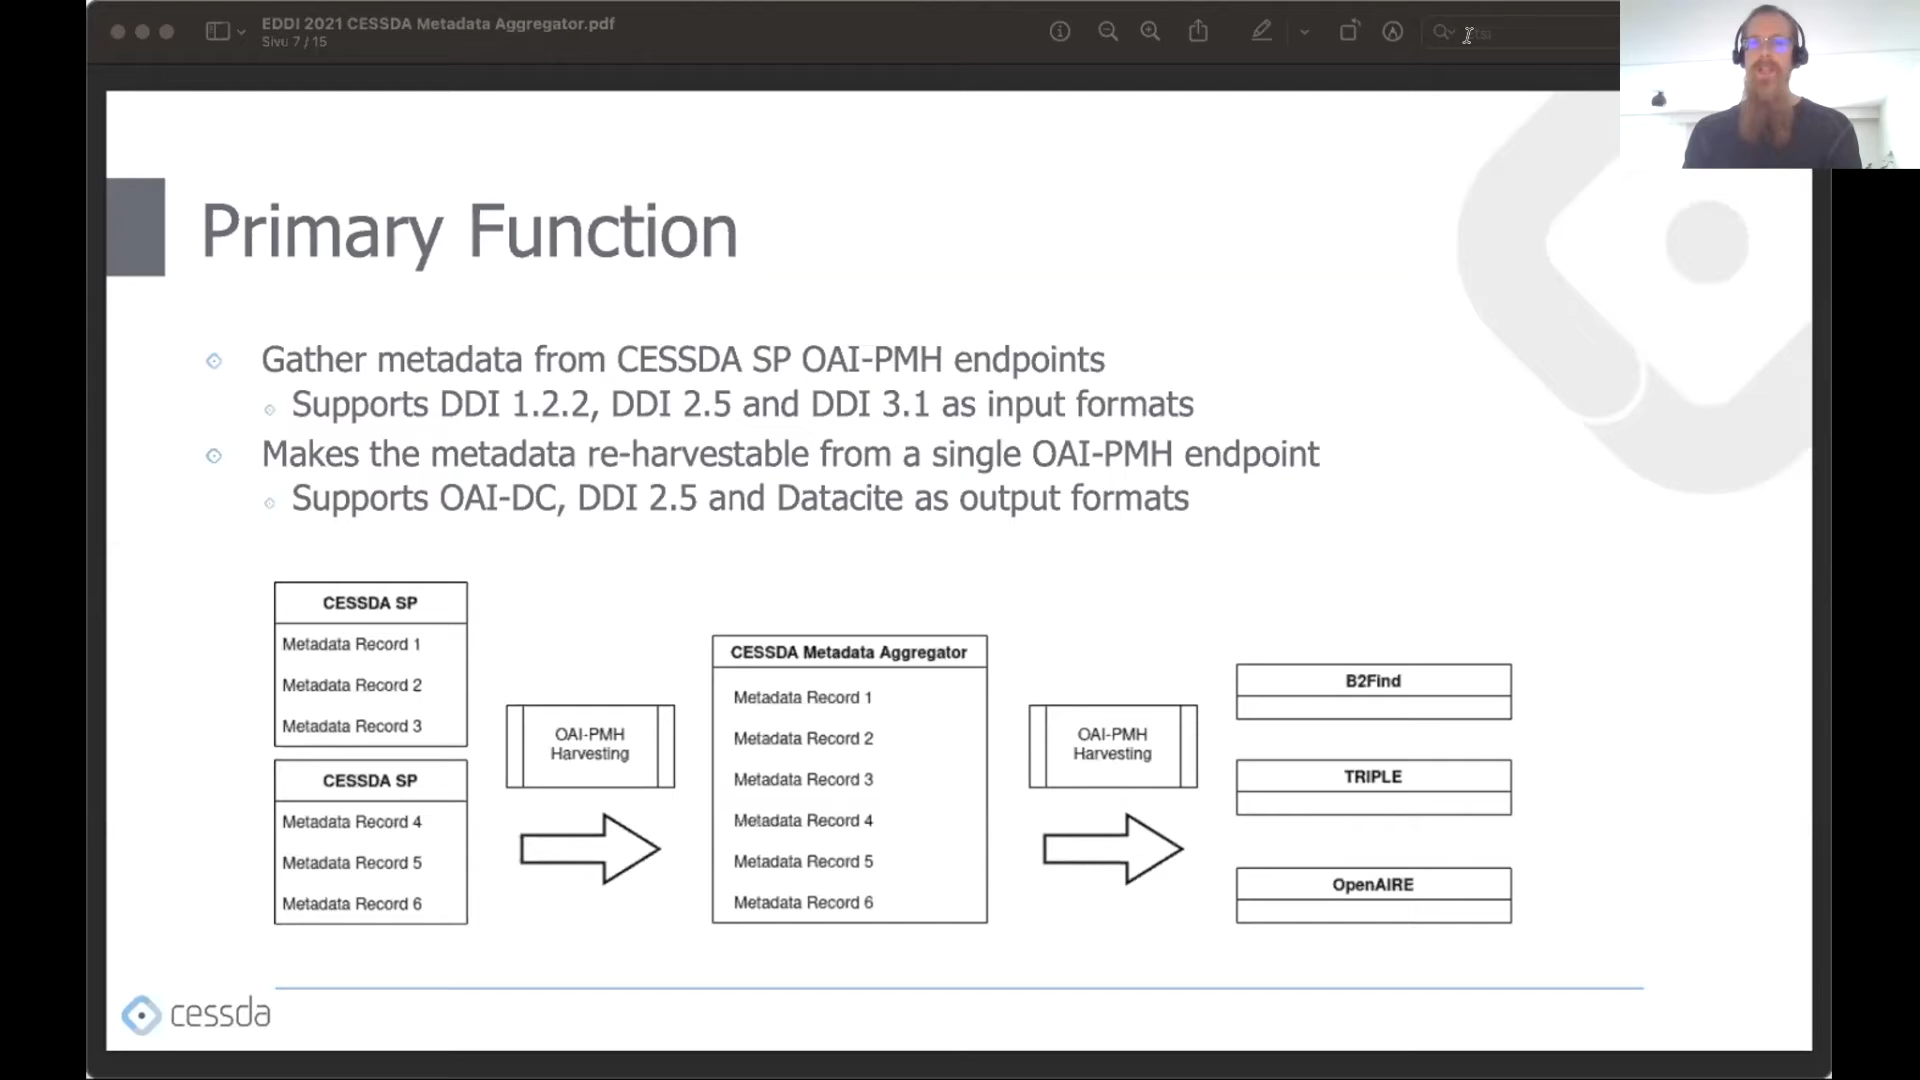 EDDI 2021 CESSDA Metadata Aggregator.pdf
Sivu 7 / 15
Primary Function
Gather metadata from CESSDA SP OAI-PMH endpoints
Supports DDI 1.2.2, DDI 2.5 and DDI 3.1 as input formats
Makes the metadata re-harvestable from a single OAI-PMH endpoint
Supports OAI-DC, DDI 2.5 and Datacite as output formats
CESSDA SP
Metadata Record 1
Metadata Record 2
Metadata Record 3
CESSDA SP
Metadata Record 4
Metadata Record 5
Metadata Record 6
OAI-PMH
Harvesting
CESSDA Metadata Aggregator
Metadata Record 1
Metadata Record 2
Metadata Record 3
Metadata Record 4
Metadata Record 5
Metadata Record 6
OAI-PMH
Harvesting
B2Find
TRIPLE
OpenAIRE
cessda